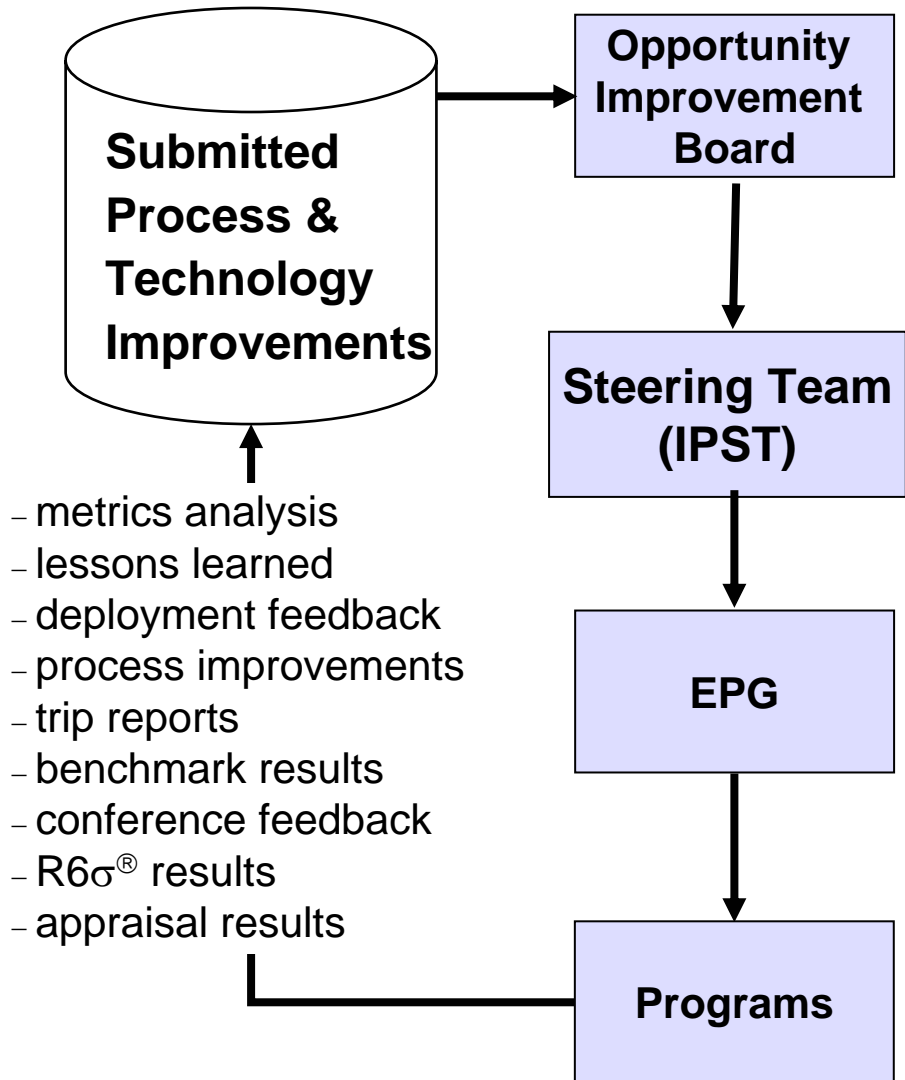 Submitted
Process &
Technology
Improvements
Opportunity
Improvement
Board
Steering Team
(IPST)
EPG
Programs
– metrics analysis
– lessons learned
– deployment feedback
– process improvements
– trip reports
– benchmark results
– conference feedback
– R6σ® results
– appraisal results